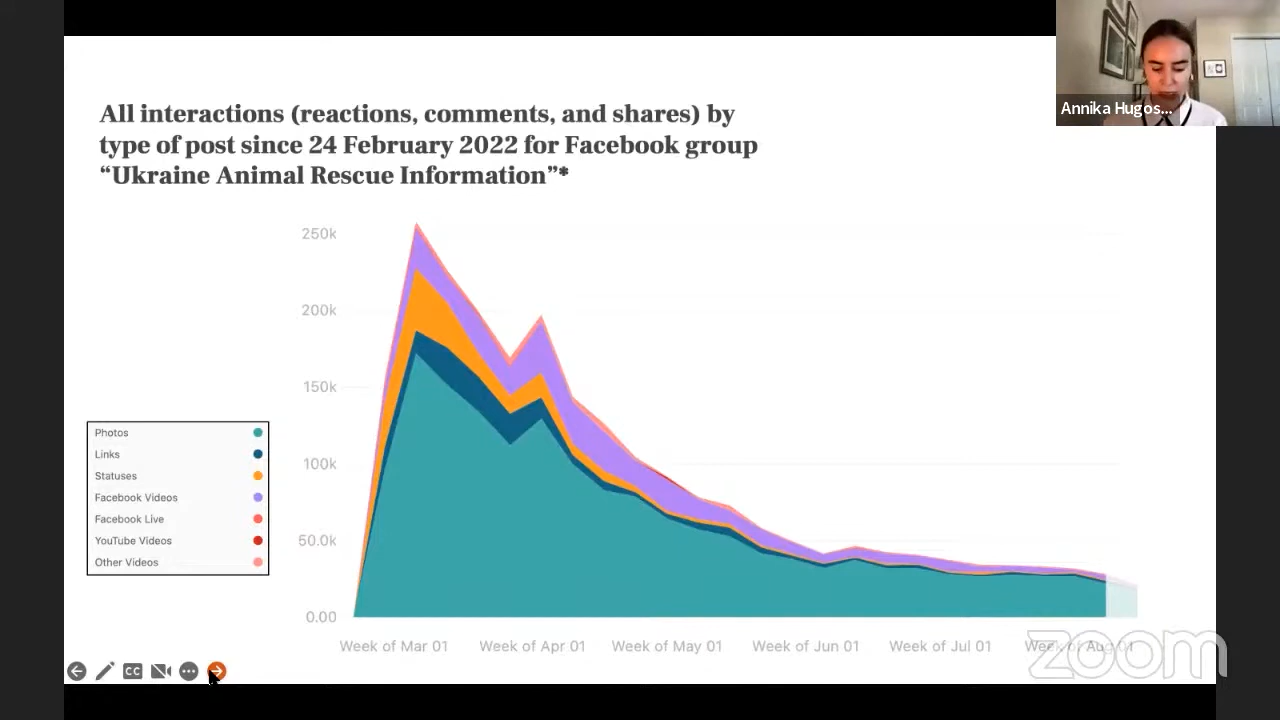 Annika Hugos...
All interactions (reactions, comments, and shares) by
type of post since 24 February 2022 for Facebook group
“Ukraine Animal Rescue Information”*
250k
200k
150k
100k
50.0k
0.00
Photos
Links
Statuses
Facebook Videos
Facebook Live
YouTube Videos
Other Videos
Week of Mar 01 Week of Apr 01 Week of May 01 Week of Jun 01 Week of Jul 01 Week of Aug 01
CC
zoom